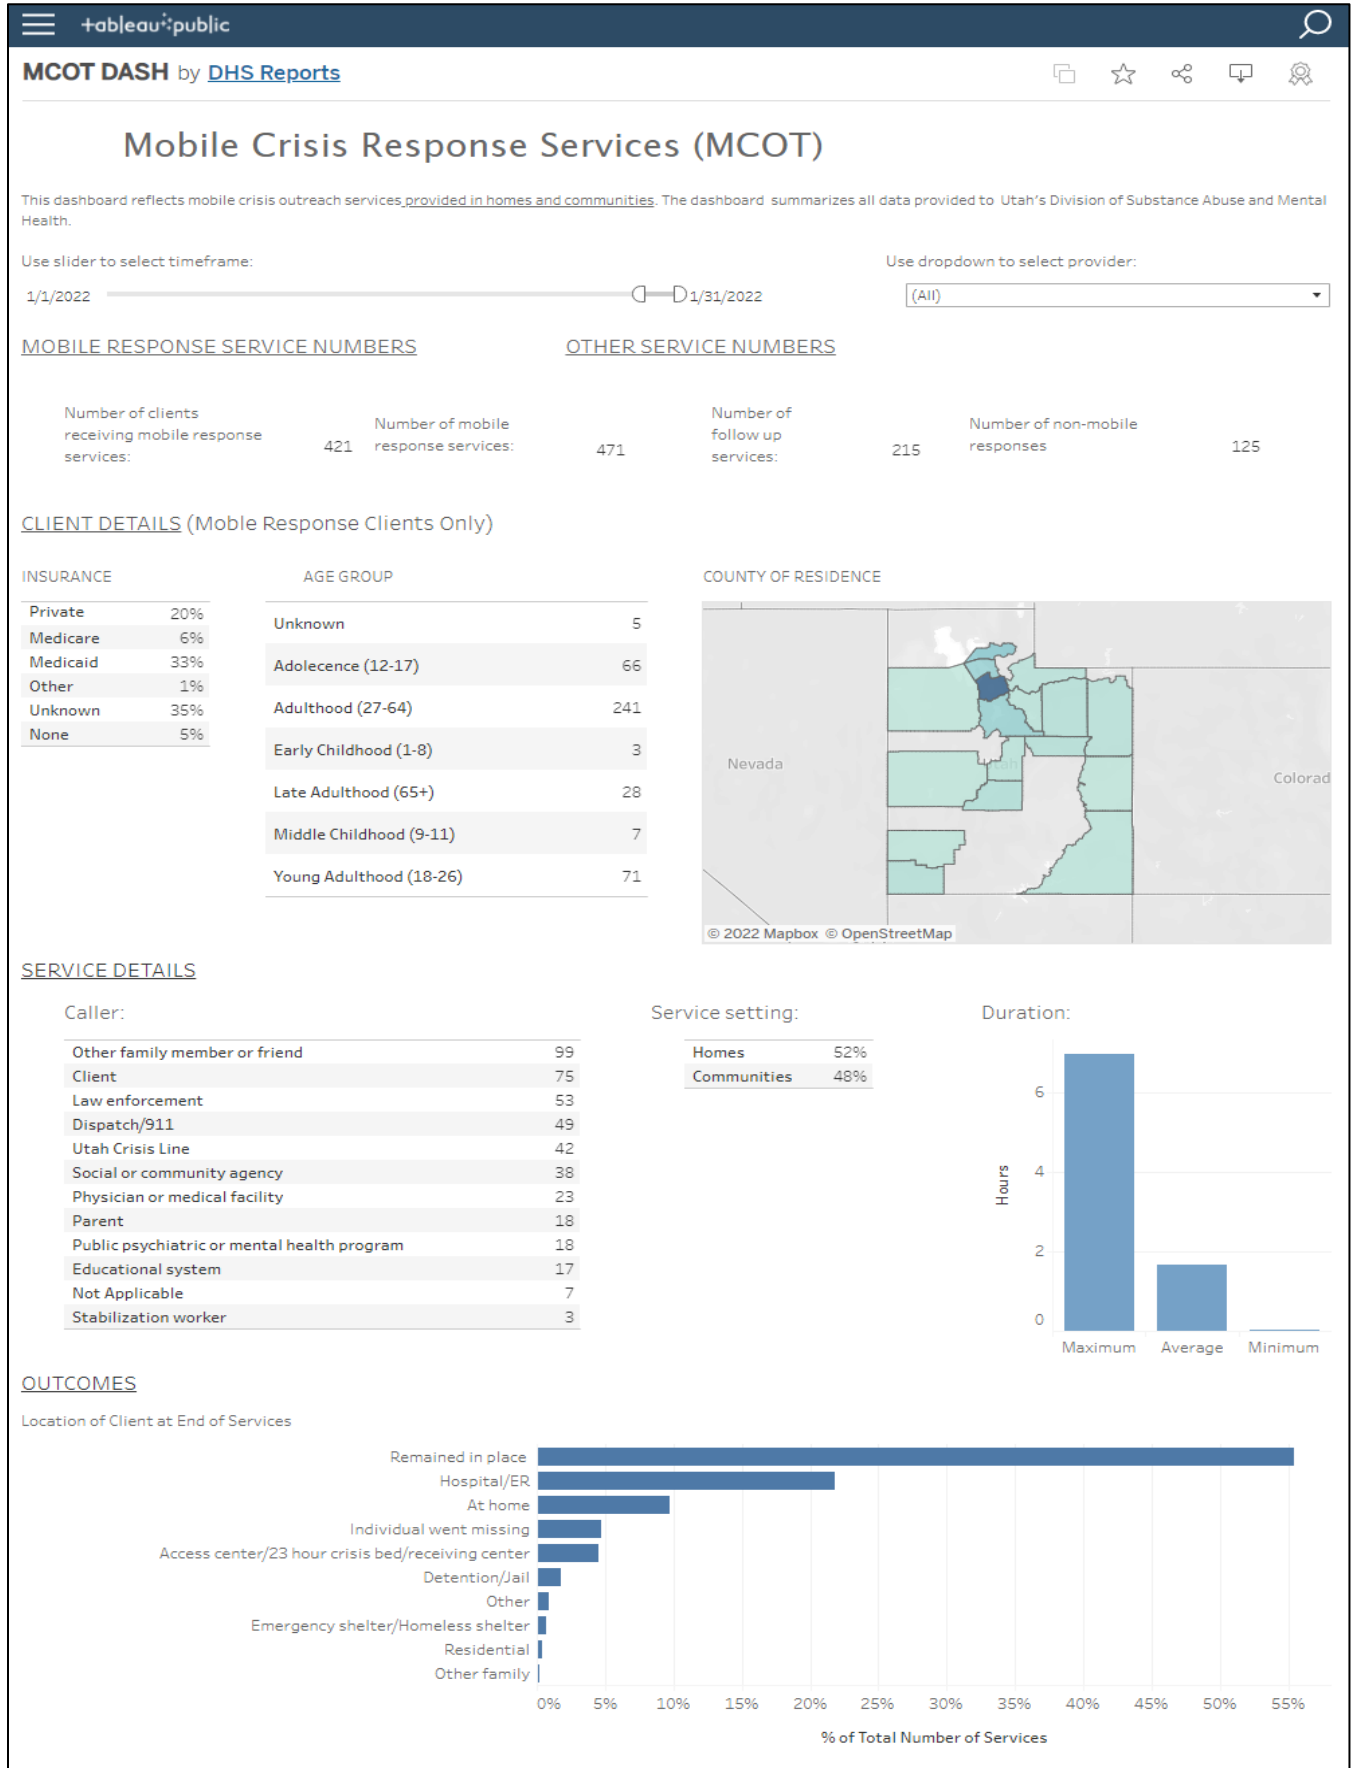 +ableau public
MCOT DASH by DHS Reports
Mobile Crisis Response Services (MCOT)
This dashboard reflects mobile crisis outreach services provided in homes and communities. The dashboard summarizes all data provided to Utah's Division of Substance Abuse and Mental
Health.
Use slider to select timeframe:
Use dropdown to select provider:
1/1/2022
1/31/2022
(All)
MOBILE RESPONSE SERVICE NUMBERS
OTHER SERVICE NUMBERS
Number of clients
receiving mobile response
services:
421
Number of mobile
response services:
471
Number of
follow up
services:
215
Number of non-mobile
responses
125
CLIENT DETAILS (Moble Response Clients Only)
INSURANCE
Private 20%
Medicare 6%
Medicaid 33%
Other 1%
Unknown 35%
None 5%
AGE GROUP
Unknown 5
Adolecence (12-17) 66
Adulthood (27-64) 241
Early Childhood (1-8) 3
Late Adulthood (65+) 28
Middle Childhood (9-11) 7
Young Adulthood (18-26) 71
COUNTY OF RESIDENCE
Nevada
Colorad
© 2022 Mapbox © OpenStreetMap
SERVICE DETAILS
Caller:
Other family member or friend 99
Client 75
Law enforcement 53
Dispatch/911 49
Utah Crisis Line 42
Social or community agency 38
Physician or medical facility 23
Parent 18
Public psychiatric or mental health program 18
Educational system 17
Not Applicable 7
Stabilization worker 3
Service setting:
Homes 52%
Communities 48%
Duration:
6
4
2
0
Hours
Maximum Average Minimum
OUTCOMES
Location of Client at End of Services
Remained in place
Hospital/ER
At home
Individual went missing
Access center/23 hour crisis bed/receiving center
Detention/Jail
Other
Emergency shelter/Homeless shelter
Residential
Other family
0% 5% 10% 15% 20% 25% 30% 35% 40% 45% 50% 55%
% of Total Number of Services